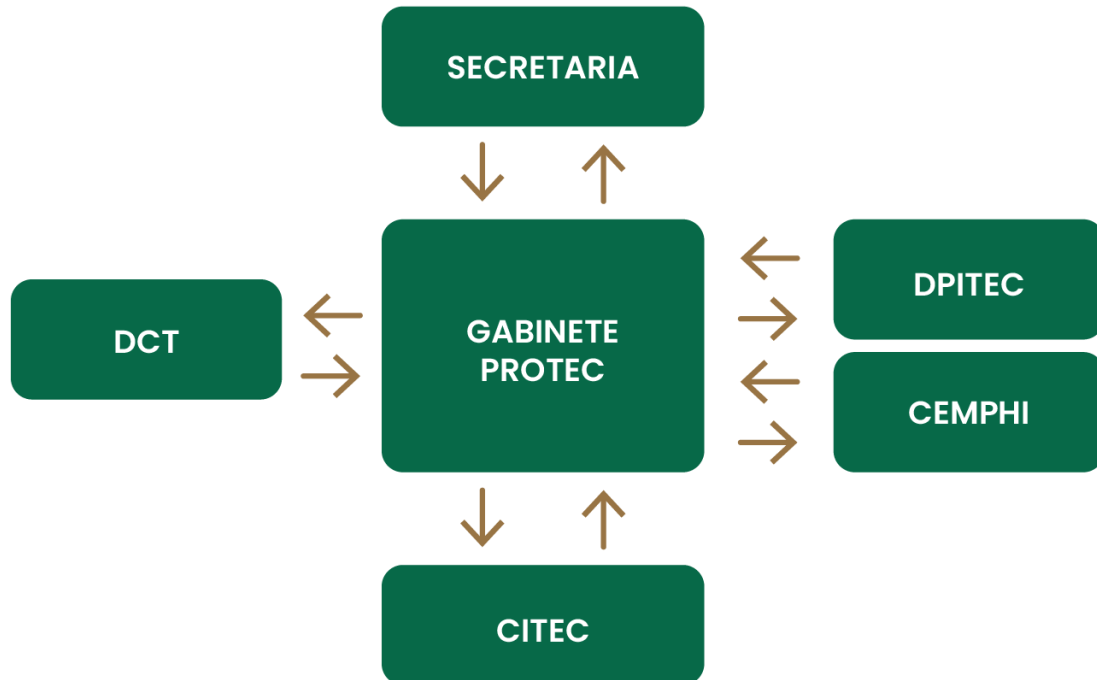 SECRETARIA
DCT
GABINETE
PROTEC
DPITEC
CEMPHI
CITEC